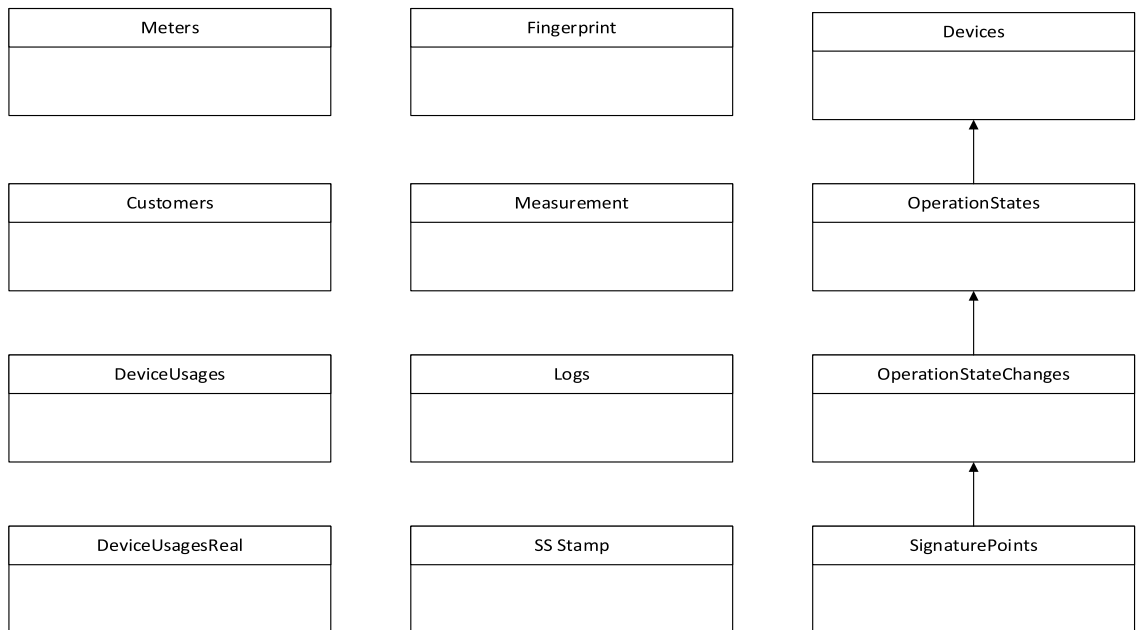 Meters
Fingerprint
Devices
Customers
Measurement
OperationStates
DeviceUsages
Logs
OperationStateChanges
DeviceUsagesReal
SS Stamp
SignaturePoints